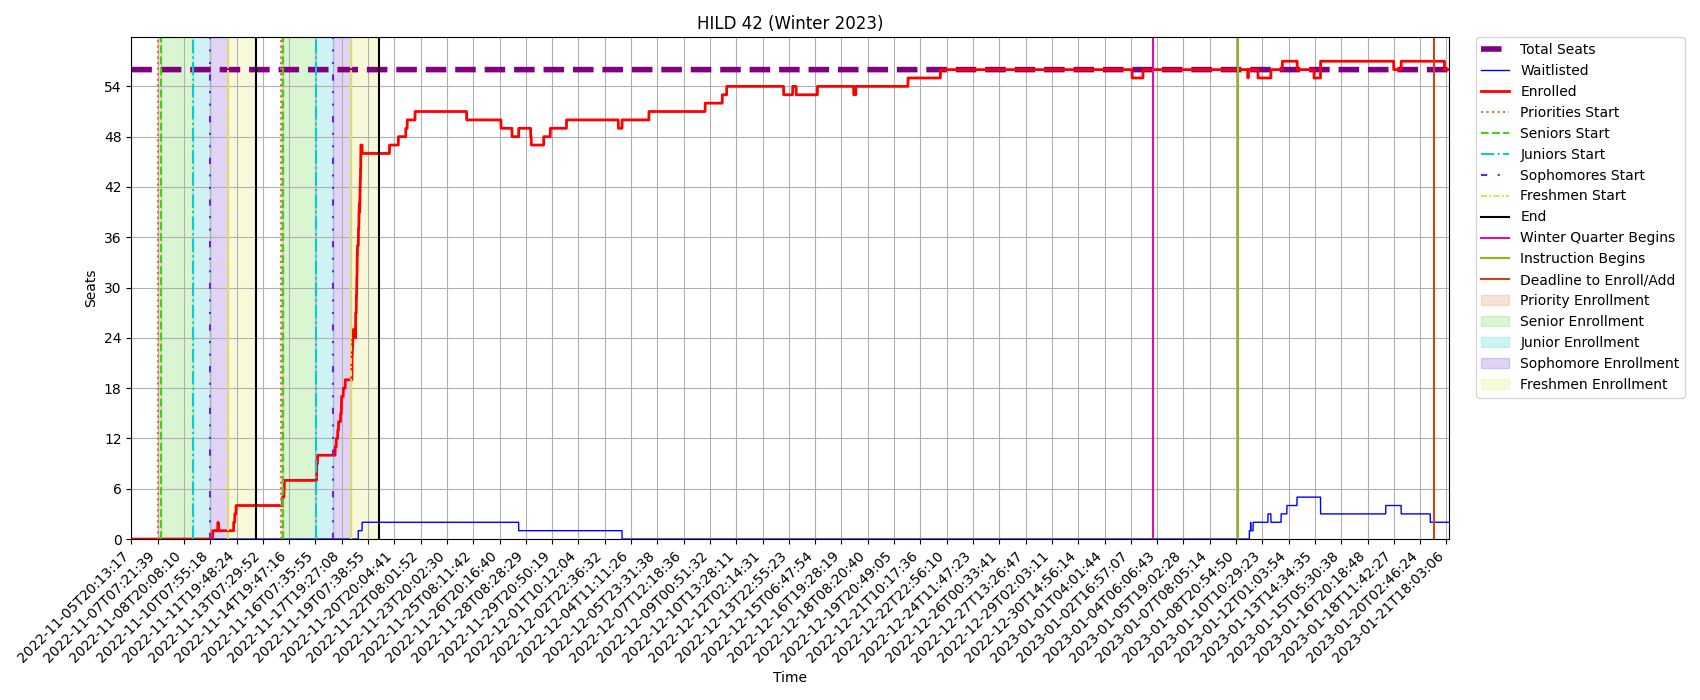 HILD 42 (Winter 2023)
Seats
54
48
42
36
30
24
18
12
6
0
2022-11-05T20:13:17
2022-11-07T07:21:39
2022-11-08T20:08:10
2022-11-10T07:55:18
2022-11-11T19:48:24
2022-11-13T07:29:52
2022-11-14T19:47:16
2022-11-16T07:35:55
2022-11-17T19:27:08
2022-11-19T07:38:55
2022-11-20T20:04:41
2022-11-22T08:01:52
2022-11-23T20:02:30
2022-11-25T08:11:42
2022-11-26T20:16:40
2022-11-28T08:28:29
2022-11-29T20:50:19
2022-12-01T10:12:04
2022-12-02T22:36:32
2022-12-04T11:11:26
2022-12-05T23:31:38
2022-12-07T12:18:36
2022-12-09T00:51:32
2022-12-10T13:28:11
2022-12-12T02:14:31
2022-12-13T22:55:23
2022-12-15T06:47:54
2022-12-16T19:28:19
2022-12-18T08:20:40
2022-12-19T20:49:05
2022-12-21T10:17:36
2022-12-22T22:56:10
2022-12-24T11:47:23
2022-12-26T00:33:41
2022-12-27T13:26:47
2022-12-29T02:03:11
2022-12-30T14:56:14
2023-01-01T04:01:44
2023-01-02T16:57:07
2023-01-04T06:06:43
2023-01-05T19:02:28
2023-01-07T08:05:14
2023-01-08T20:54:50
2023-01-10T10:29:23
2023-01-12T01:03:54
2023-01-13T14:34:35
2023-01-15T05:30:38
2023-01-16T20:18:48
2023-01-18T11:42:27
2023-01-20T02:46:24
2023-01-21T18:03:06
Time
Total Seats
Waitlisted
Enrolled
Priorities Start
Seniors Start
Juniors Start
Sophomores Start
Freshmen Start
End
Winter Quarter Begins
Instruction Begins
Deadline to Enroll/Add
Priority Enrollment
Senior Enrollment
Junior Enrollment
Sophomore Enrollment
Freshmen Enrollment